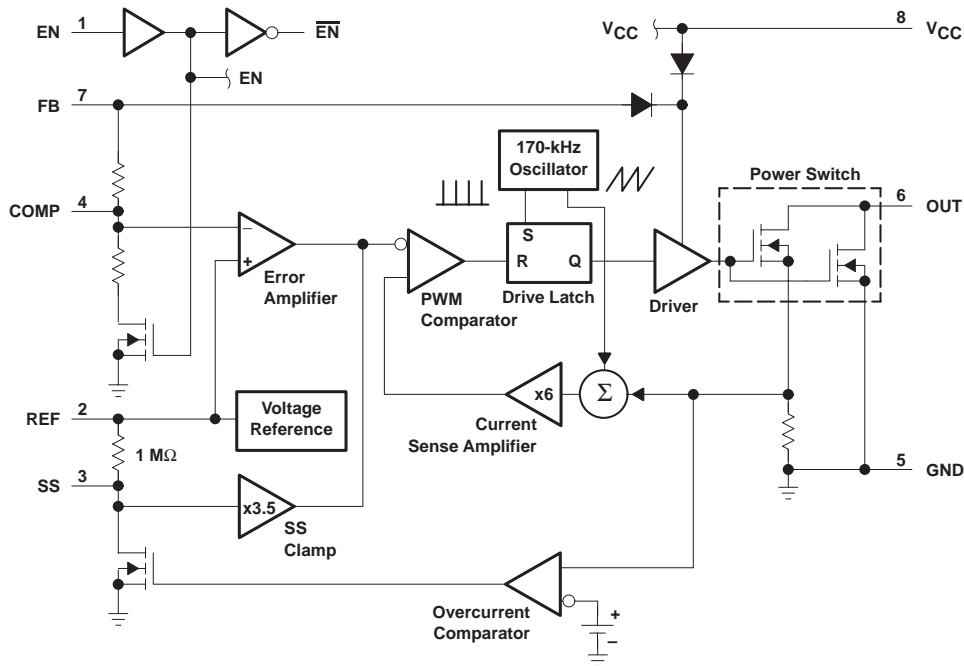 1
EN
EN
EN
8
VCC
VCC
7
FB
170-kHz
Oscillator
Power Switch
6
OUT
4
COMP
−
+
Error
Amplifier
S
R
Q
PWM
Comparator
Drive Latch
Driver
2
REF
Voltage
Reference
x6
Σ
Current
Sense Amplifier
1 MΩ
3
SS
x3.5
SS
Clamp
5
GND
Overcurrent
Comparator
+
−